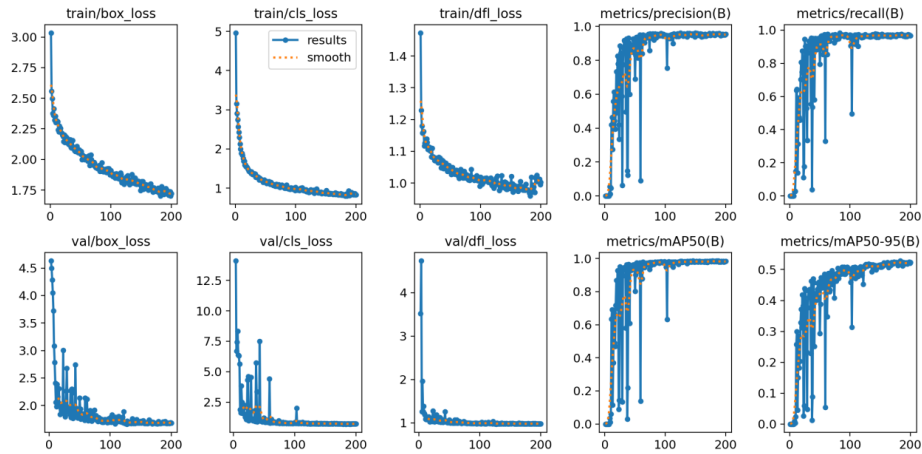 train/box_loss
3.00
2.75
2.50
2.25
2.00
1.75
0 100 200
train/cls_loss
5
4
3
2
1
0 100 200
results
smooth
train/dfl_loss
1.4
1.3
1.2
1.1
1.0
0 100 200
metrics/precision(B)
1.0
0.8
0.6
0.4
0.2
0.0
0 100 200
metrics/recall(B)
1.0
0.8
0.6
0.4
0.2
0.0
0 100 200
val/box_loss
4.5
4.0
3.5
3.0
2.5
2.0
0 100 200
val/cls_loss
12.5
10.0
7.5
5.0
2.5
0 100 200
val/dfl_loss
4
3
2
1
0 100 200
metrics/mAP50(B)
1.0
0.8
0.6
0.4
0.2
0.0
0 100 200
metrics/mAP50-95(B)
0.5
0.4
0.3
0.2
0.1
0.0
0 100 200